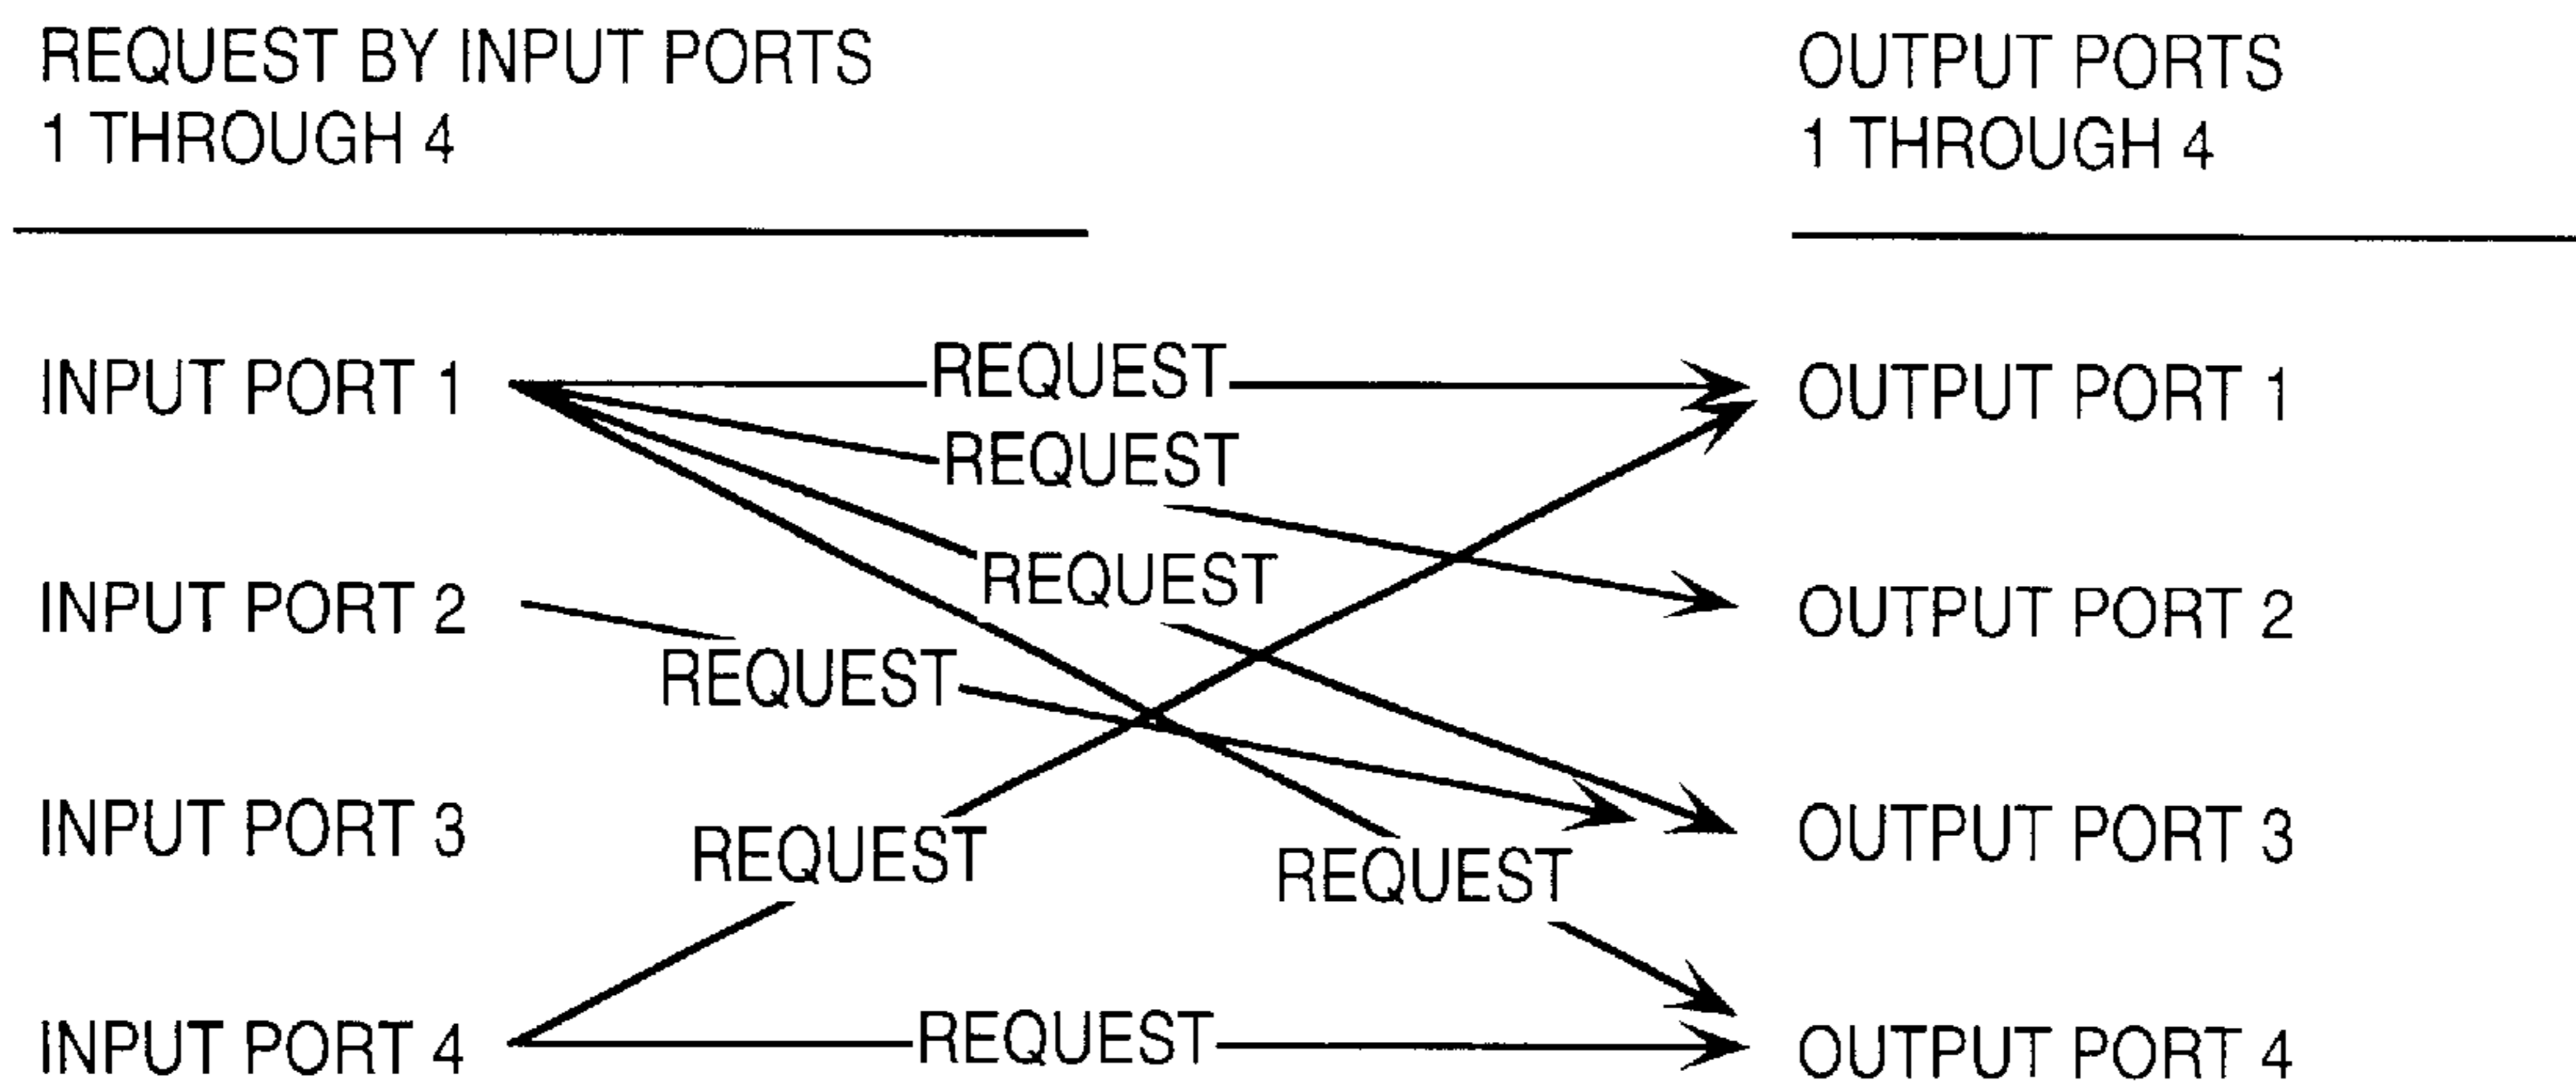 REQUEST BY INPUT PORTS
1 THROUGH 4
OUTPUT PORTS
1 THROUGH 4
INPUT PORT 1
REQUEST
OUTPUT PORT 1
REQUEST
REQUEST
INPUT PORT 2
OUTPUT PORT 2
REQUEST
INPUT PORT 3
REQUEST
REQUEST
OUTPUT PORT 3
INPUT PORT 4
REQUEST
OUTPUT PORT 4